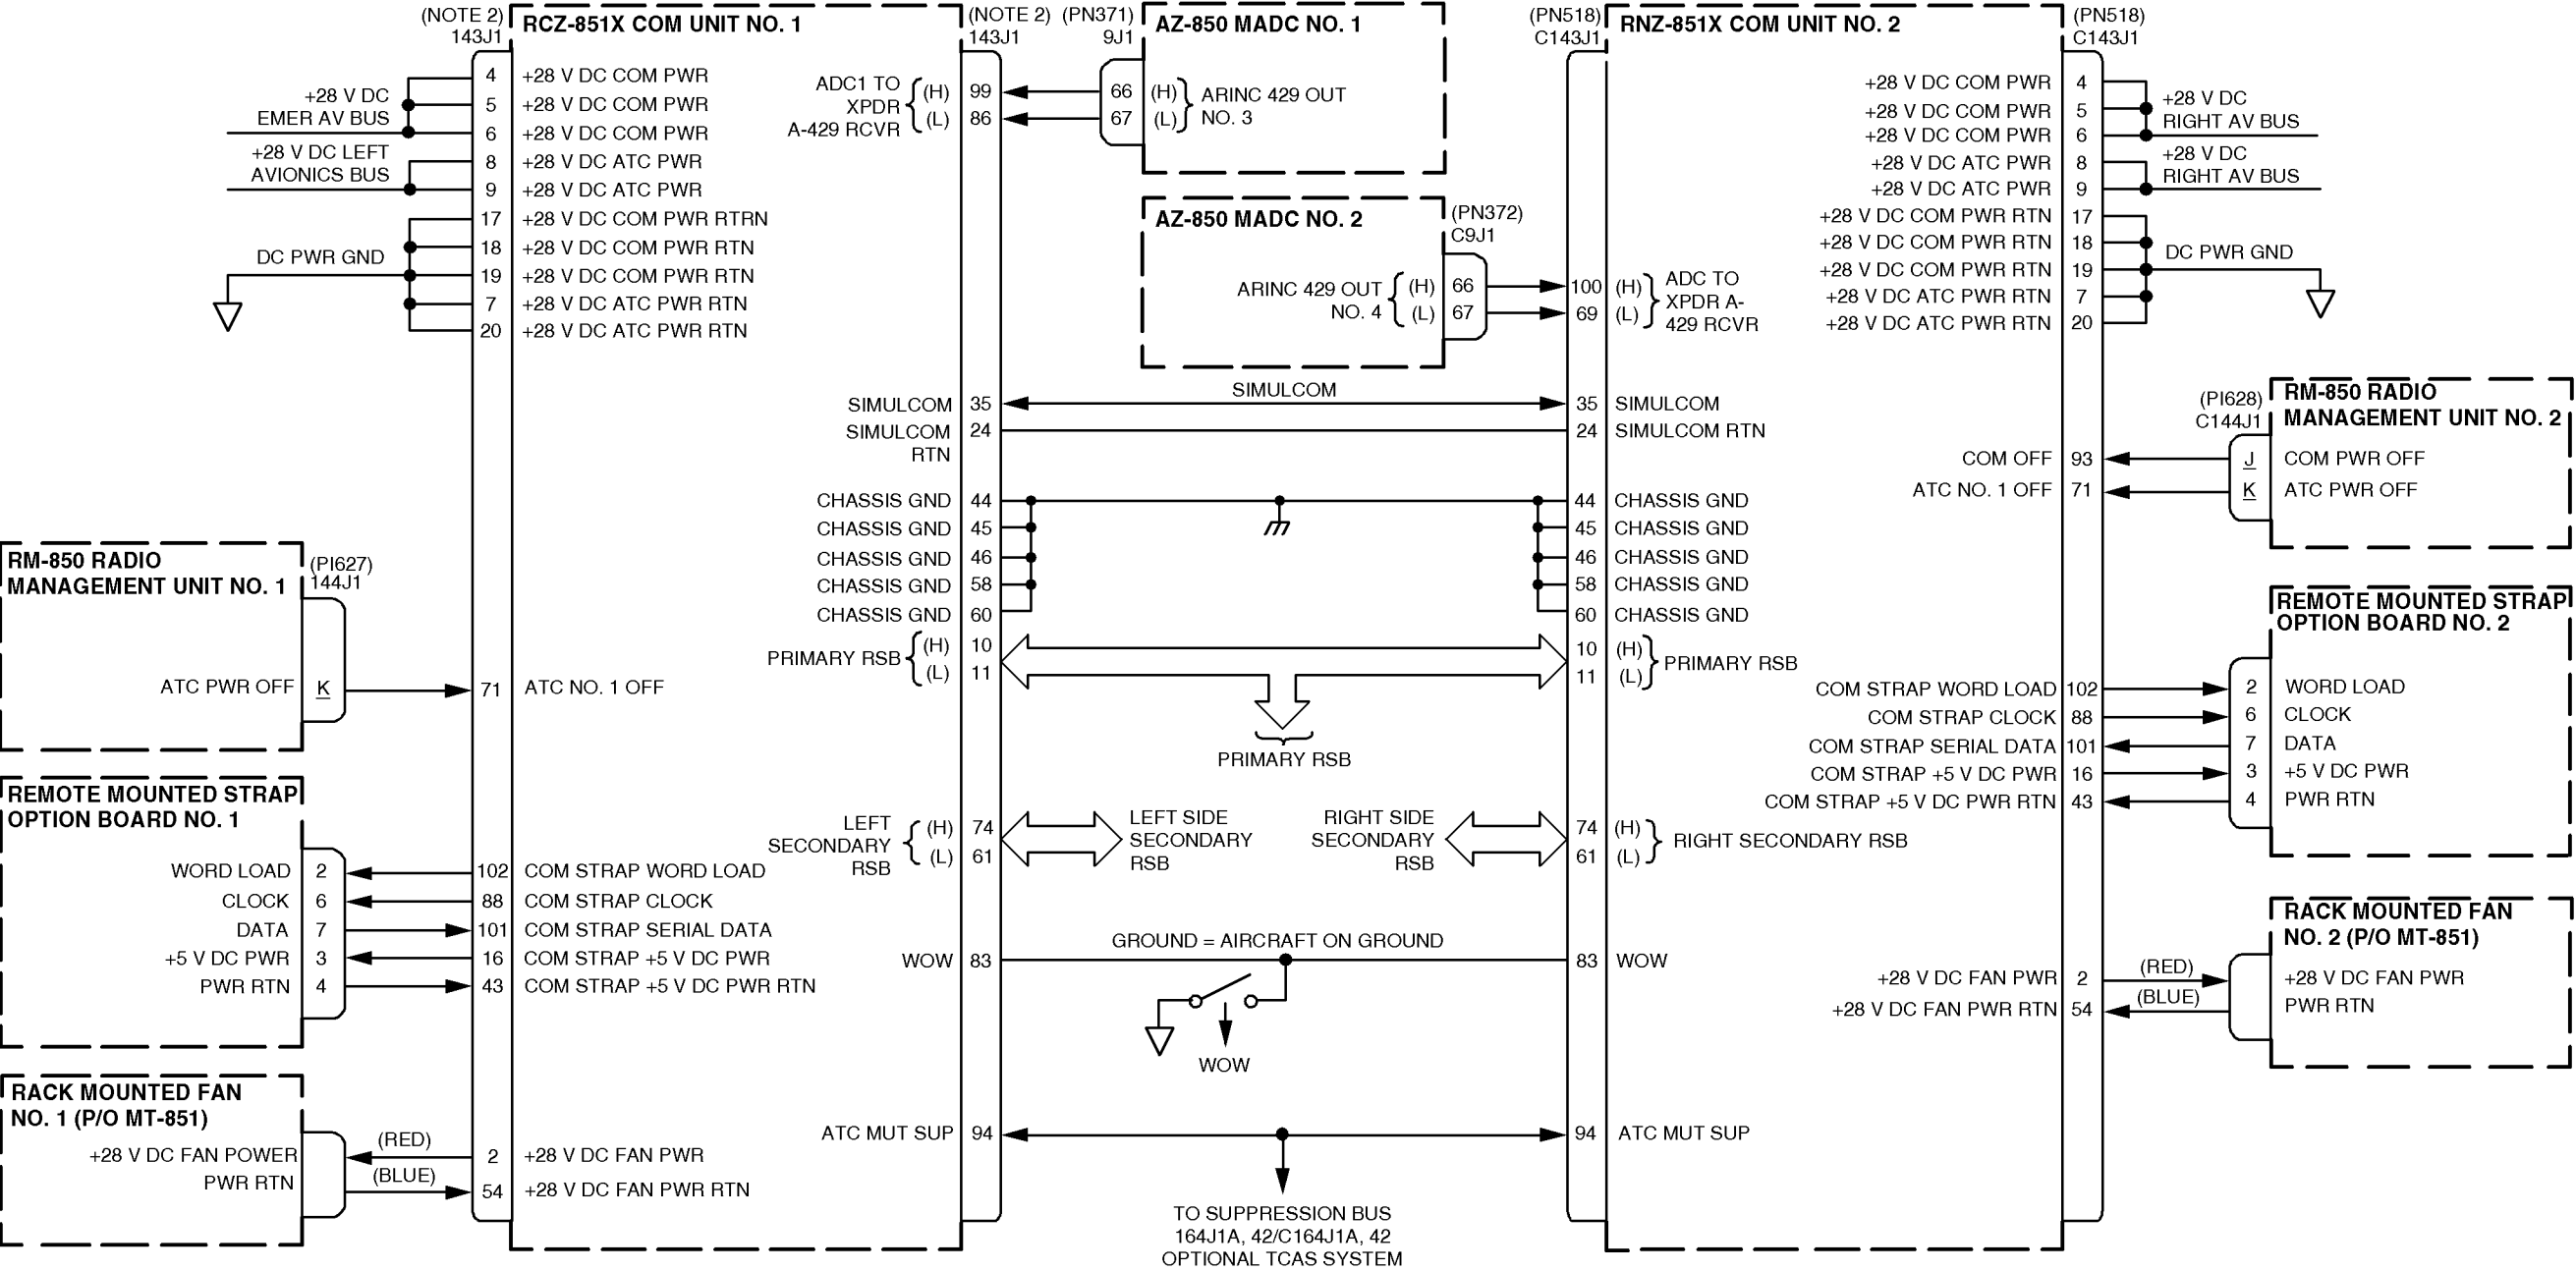 (NOTE 2)
143J1
RCZ-851X COM UNIT NO. 1
(NOTE 2)
143J1
+28 V DC
EMER AV BUS
+28 V DC LEFT
AVIONICS BUS
DC PWR GND
4 +28 V DC COM PWR
5 +28 V DC COM PWR
6 +28 V DC COM PWR
8 +28 V DC ATC PWR
9 +28 V DC ATC PWR
17 +28 V DC COM PWR RTRN
18 +28 V DC COM PWR RTN
19 +28 V DC COM PWR RTN
7 +28 V DC ATC PWR RTN
20 +28 V DC ATC PWR RTN
ADC1 TO
XPDR
A-429 RCVR
(H) 99
(L) 86
(PN371)
9J1
AZ-850 MADC NO. 1
66 (H)
67 (L)
ARINC 429 OUT
NO. 3
AZ-850 MADC NO. 2
(PN372)
C9J1
ARINC 429 OUT
NO. 4
(H) 66
(L) 67
SIMULCOM
SIMULCOM 35
SIMULCOM 24
RTN
CHASSIS GND 44
CHASSIS GND 45
CHASSIS GND 46
CHASSIS GND 58
CHASSIS GND 60
PRIMARY RSB
(H) 10
(L) 11
PRIMARY RSB
LEFT
SECONDARY
RSB
(H) 74
(L) 61
LEFT SIDE
SECONDARY
RSB
RIGHT SIDE
SECONDARY
RSB
WOW 83
GROUND = AIRCRAFT ON GROUND
WOW
ATC MUT SUP 94
TO SUPPRESSION BUS
164J1A, 42/C164J1A, 42
OPTIONAL TCAS SYSTEM
RM-850 RADIO
MANAGEMENT UNIT NO. 1
(PI627)
144J1
ATC PWR OFF K
71 ATC NO. 1 OFF
REMOTE MOUNTED STRAP
OPTION BOARD NO. 1
WORD LOAD 2
CLOCK 6
DATA 7
+5 V DC PWR 3
PWR RTN 4
102 COM STRAP WORD LOAD
88 COM STRAP CLOCK
101 COM STRAP SERIAL DATA
16 COM STRAP +5 V DC PWR
43 COM STRAP +5 V DC PWR RTN
RACK MOUNTED FAN
NO. 1 (P/O MT-851)
+28 V DC FAN POWER
PWR RTN
(RED)
(BLUE)
2 +28 V DC FAN PWR
54 +28 V DC FAN PWR RTN
(PN518)
C143J1
RNZ-851X COM UNIT NO. 2
(PN518)
C143J1
100 (H)
69 (L)
ADC TO
XPDR A-
429 RCVR
35 SIMULCOM
24 SIMULCOM RTN
44 CHASSIS GND
45 CHASSIS GND
46 CHASSIS GND
58 CHASSIS GND
60 CHASSIS GND
10 (H)
11 (L)
PRIMARY RSB
74 (H)
61 (L)
RIGHT SECONDARY RSB
83 WOW
94 ATC MUT SUP
+28 V DC COM PWR 4
+28 V DC COM PWR 5
+28 V DC COM PWR 6
+28 V DC ATC PWR 8
+28 V DC ATC PWR 9
+28 V DC COM PWR RTN 17
+28 V DC COM PWR RTN 18
+28 V DC COM PWR RTN 19
+28 V DC ATC PWR RTN 7
+28 V DC ATC PWR RTN 20
+28 V DC
RIGHT AV BUS
+28 V DC
RIGHT AV BUS
DC PWR GND
(PI628)
C144J1
RM-850 RADIO
MANAGEMENT UNIT NO. 2
COM OFF 93
ATC NO. 1 OFF 71
J COM PWR OFF
K ATC PWR OFF
REMOTE MOUNTED STRAP
OPTION BOARD NO. 2
COM STRAP WORD LOAD 102
COM STRAP CLOCK 88
COM STRAP SERIAL DATA 101
COM STRAP +5 V DC PWR 16
COM STRAP +5 V DC PWR RTN 43
2 WORD LOAD
6 CLOCK
7 DATA
3 +5 V DC PWR
4 PWR RTN
RACK MOUNTED FAN
NO. 2 (P/O MT-851)
+28 V DC FAN PWR 2
+28 V DC FAN PWR RTN 54
(RED)
(BLUE)
+28 V DC FAN PWR
PWR RTN